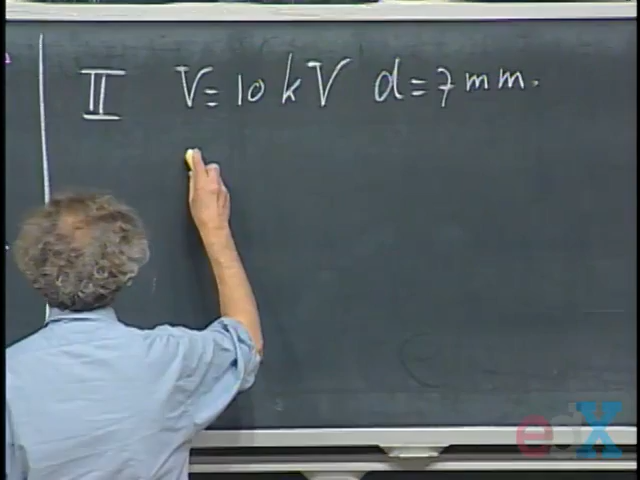 II V = 10 kV d = 7 mm.
edX